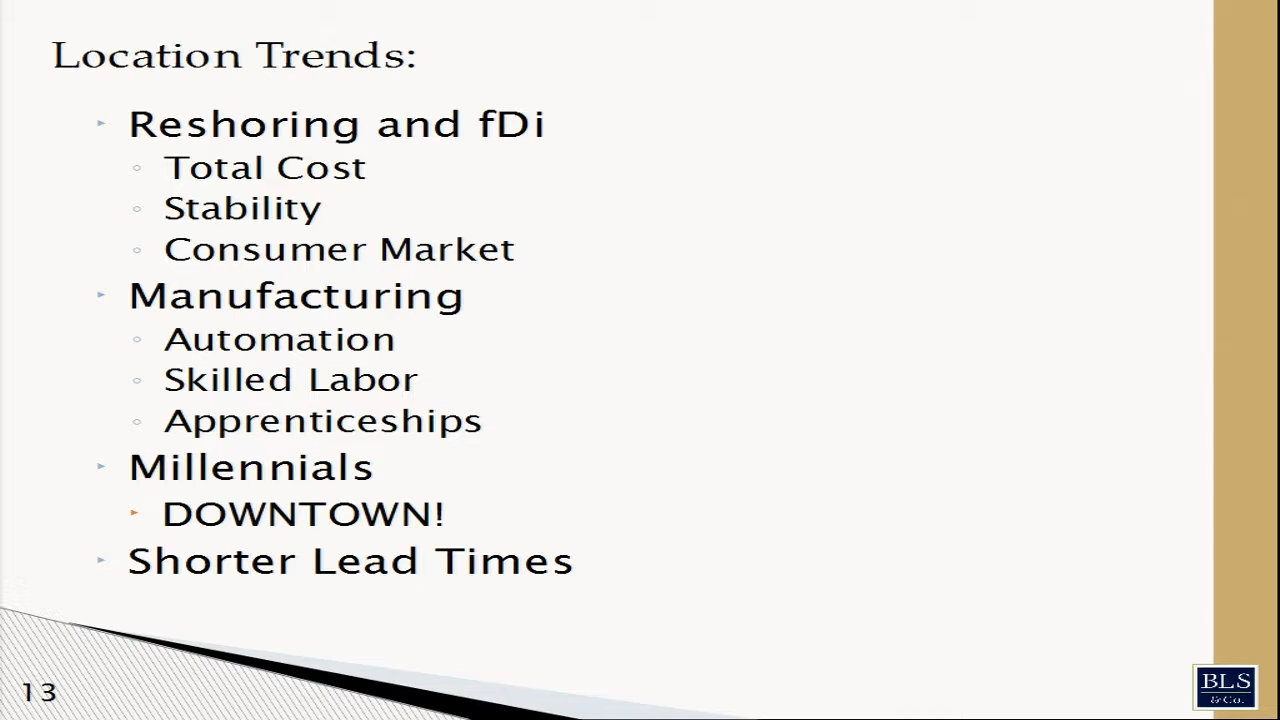 Location Trends:
Reshoring and fDi
Total Cost
Stability
Consumer Market
Manufacturing
Automation
Skilled Labor
Apprenticeships
Millennials
DOWNTOWN!
Shorter Lead Times
13
BLS
& Co.